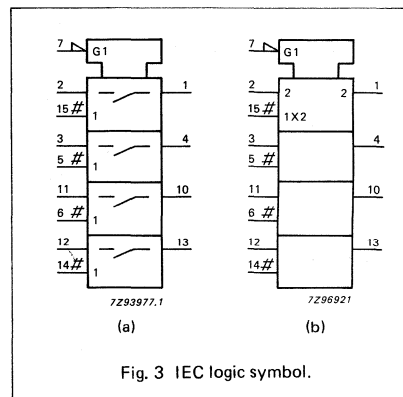 7 G1
2 1
15 # 1
3 4
5 # 1
11 10
6 # 1
12 13
14 # 1
7Z93977.1
(a)
7 G1
2 2 2 1
15 # 1X2
3 4
5 #
11 10
6 #
12 13
14 #
7Z96921
(b)
Fig. 3 IEC logic symbol.